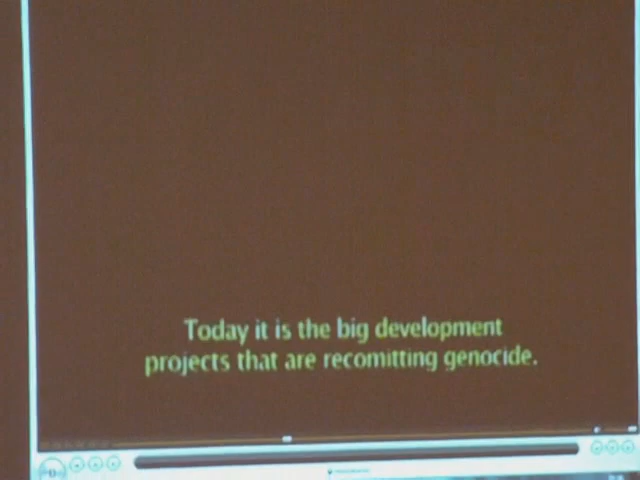 Today it is the big development
projects that are recomitting genocide.